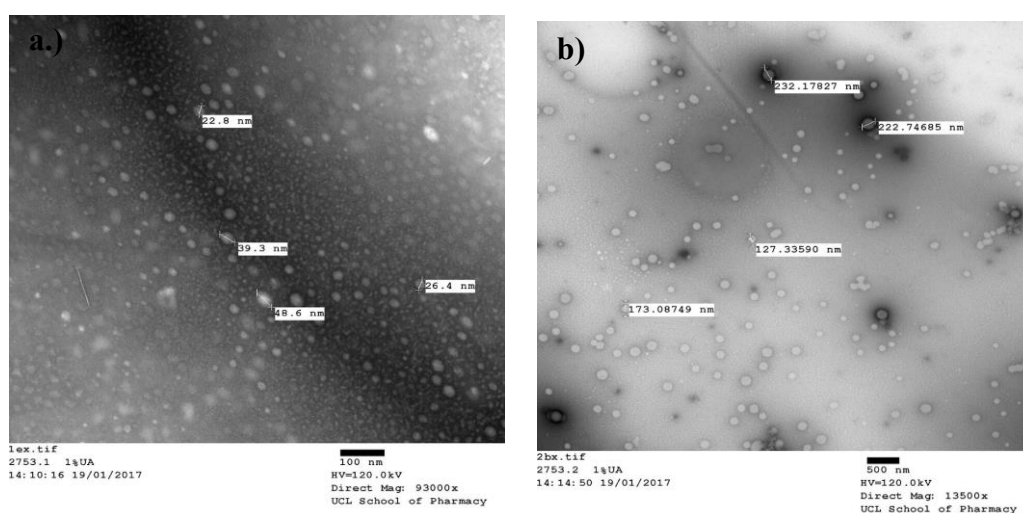 a.)
22.8 nm
39.3 nm
26.4 nm
48.6 nm
1ex.tif
2753.1 1%UA
14:10:16 19/01/2017
100 nm
HV=120.0kV
Direct Mag: 93000x
UCL School of Pharmacy
b)
232.17827 nm
222.74685 nm
127.33590 nm
173.08749 nm
2bx.tif
2753.2 1%UA
14:14:50 19/01/2017
500 nm
HV=120.0kV
Direct Mag: 13500x
UCL School of Pharmacy